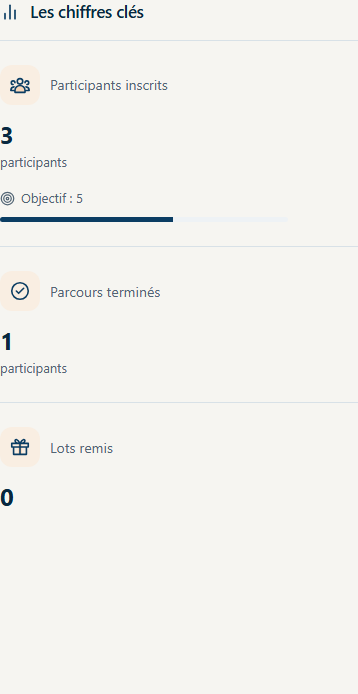 Les chiffres clés
Participants inscrits
3
participants
Objectif : 5
Parcours terminés
1
participants
Lots remis
0